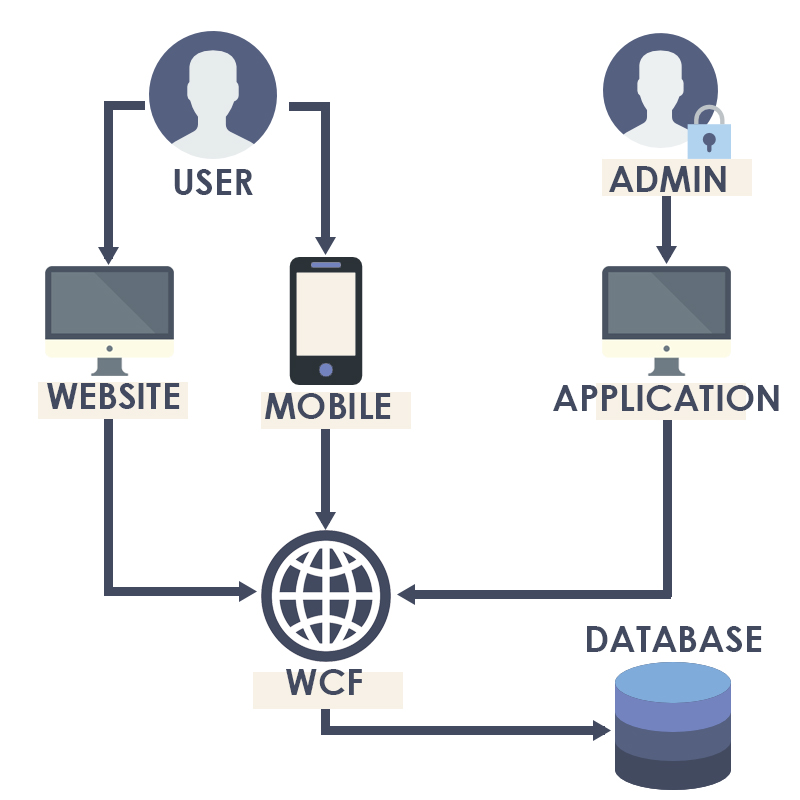 USER
ADMIN
WEBSITE
MOBILE
APPLICATION
WCF
DATABASE